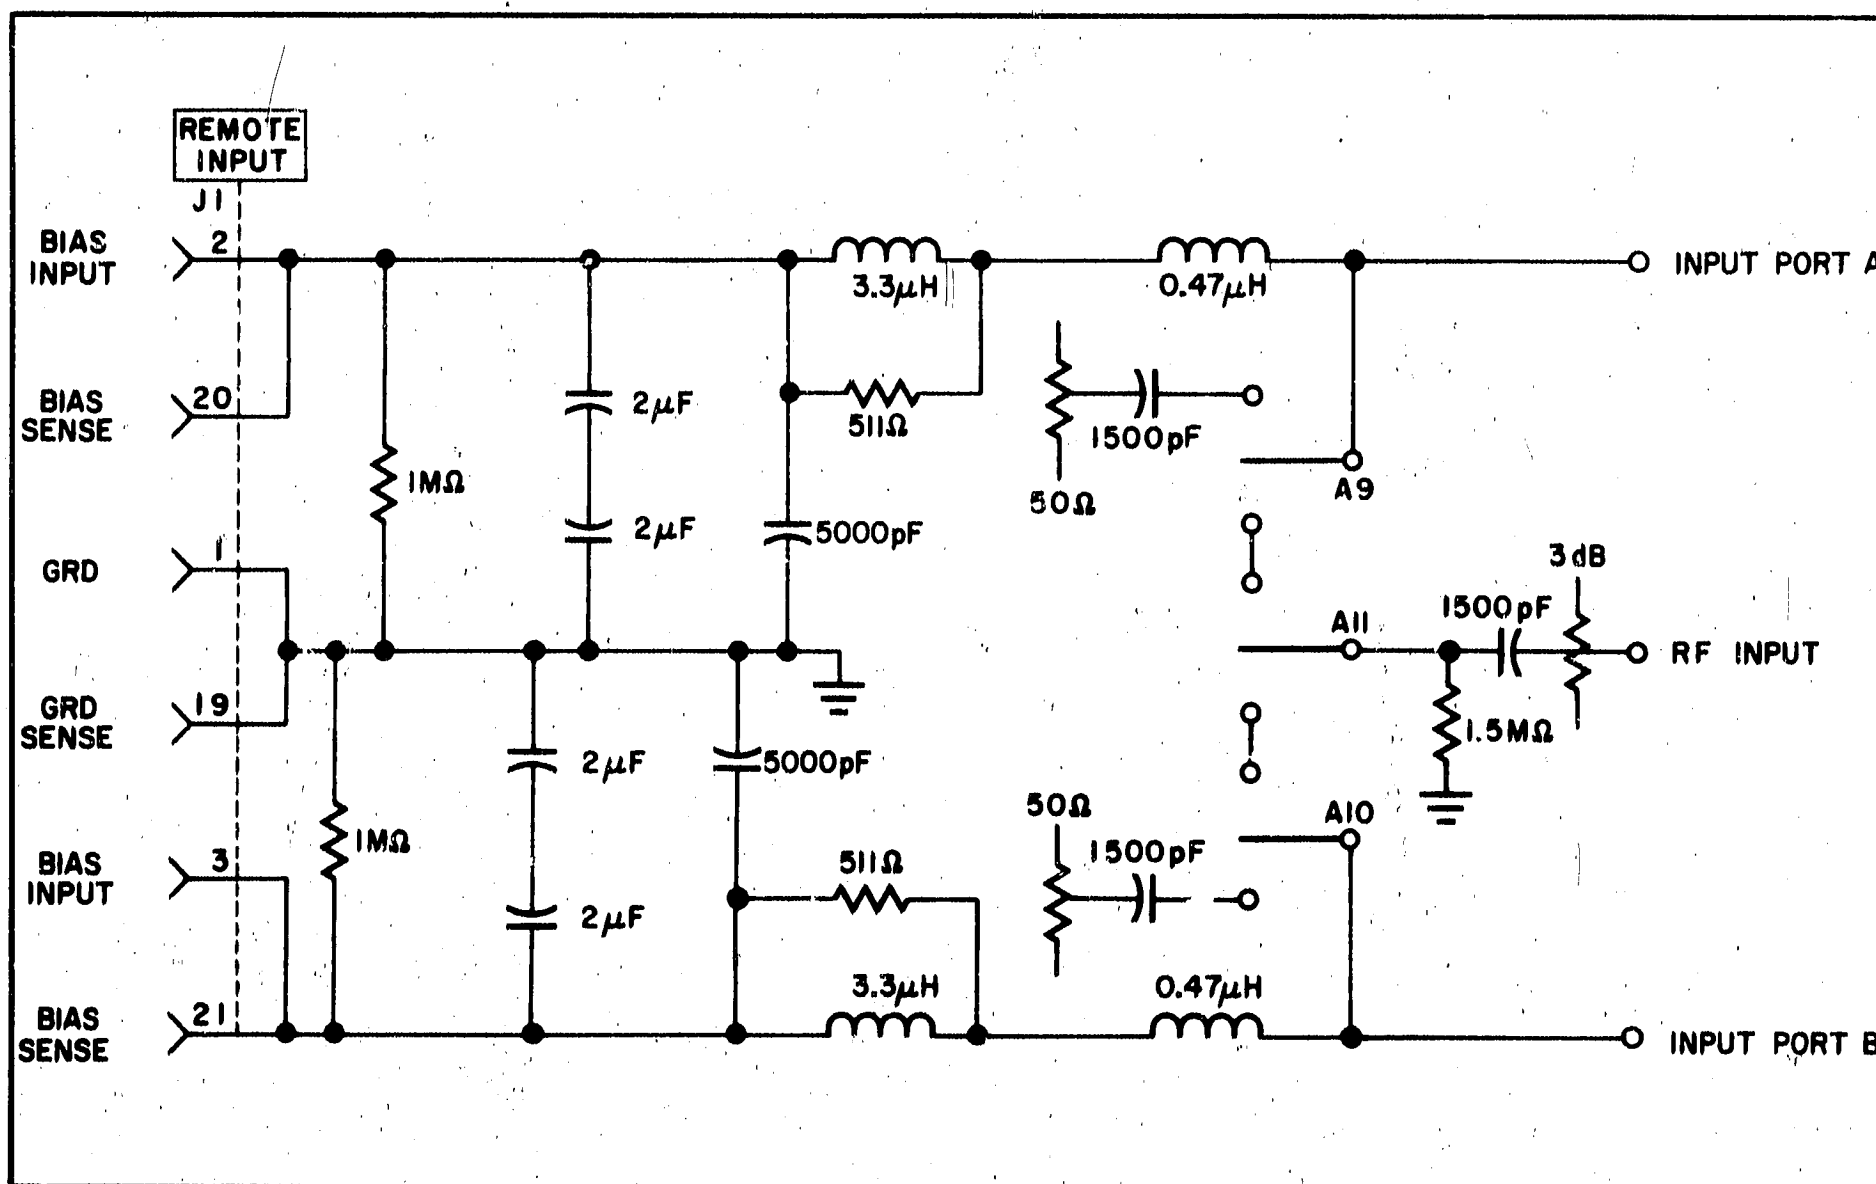 REMOTE
INPUT
J1
BIAS
INPUT
2
3.3μH
0.47μH
INPUT PORT A
BIAS
SENSE
20
2μF
511Ω
1500pF
50Ω
1MΩ
A9
2μF
5000pF
GRD
1
3dB
1500pF
A11
RF INPUT
GRD
SENSE
19
1.5MΩ
2μF
5000pF
50Ω
A10
1MΩ
BIAS
INPUT
3
511Ω
1500pF
2μF
3.3μH
0.47μH
BIAS
SENSE
21
INPUT PORT B